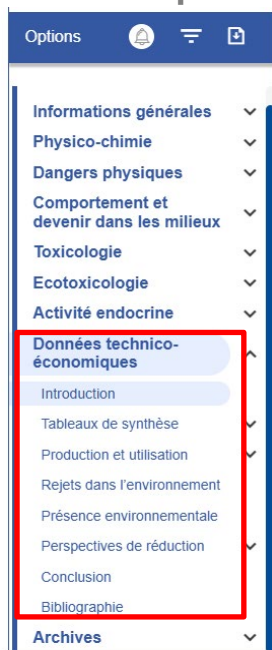 Options
Informations générales
Physico-chimie
Dangers physiques
Comportement et
devenir dans les milieux
Toxicologie
Ecotoxicologie
Activité endocrine
Données technico-
économiques
Introduction
Tableaux de synthèse
Production et utilisation
Rejets dans l'environnement
Présence environnementale
Perspectives de réduction
Conclusion
Bibliographie
Archives